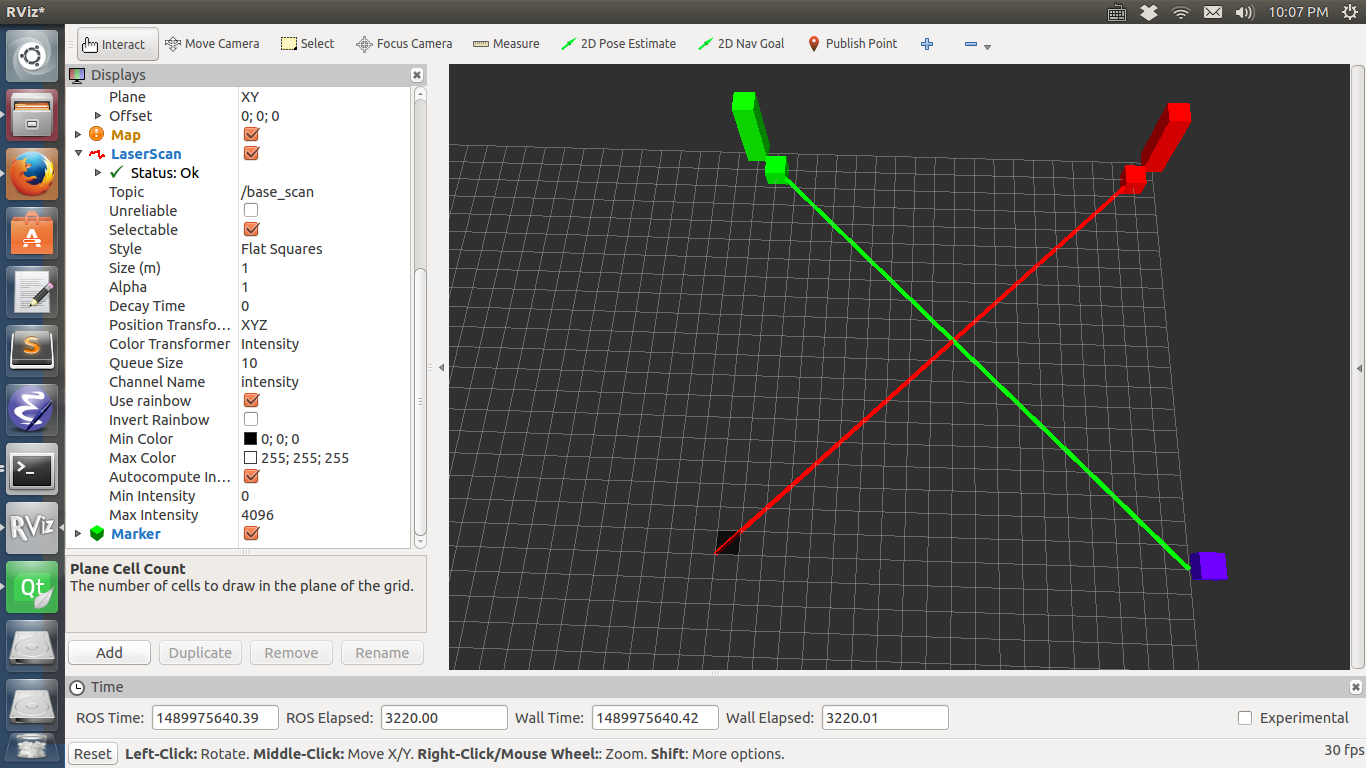 RViz*
10:07 PM
Interact Move Camera Select Focus Camera Measure 2D Pose Estimate 2D Nav Goal Publish Point
Displays
Plane XY
Offset 0; 0; 0
Map
LaserScan
Status: Ok
Topic /base_scan
Unreliable
Selectable
Style Flat Squares
Size (m) 1
Alpha 1
Decay Time 0
Position Transfo... XYZ
Color Transformer Intensity
Queue Size 10
Channel Name intensity
Use rainbow
Invert Rainbow
Min Color 0; 0; 0
Max Color 255; 255; 255
Autocompute In...
Min Intensity 0
Max Intensity 4096
Marker
Plane Cell Count
The number of cells to draw in the plane of the grid.
Add Duplicate Remove Rename
Time
ROS Time: 1489975640.39 ROS Elapsed: 3220.00 Wall Time: 1489975640.42 Wall Elapsed: 3220.01 Experimental
Reset Left-Click: Rotate. Middle-Click: Move X/Y. Right-Click/Mouse Wheel:: Zoom. Shift: More options. 30 fps
A
S
>_
RViz
Qt